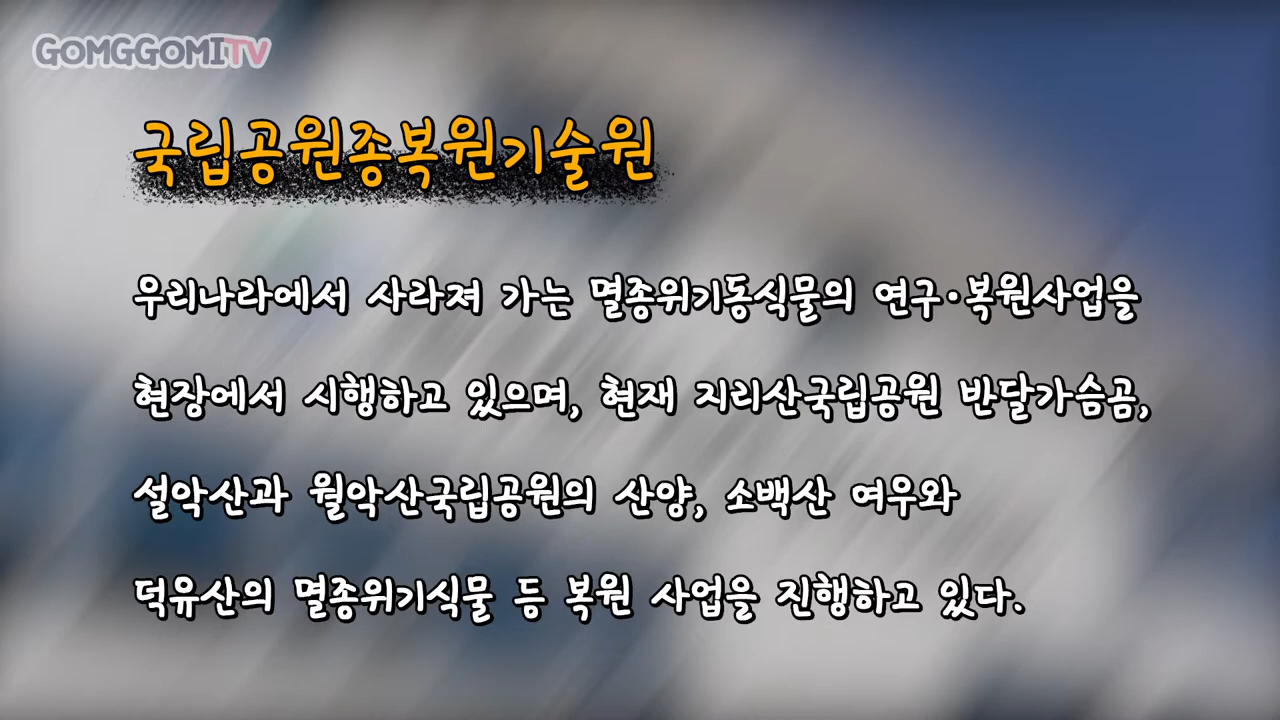 GOMGGOMITV
국립공원종복원기술원
우리나라에서 사라져 가는 멸종위기동식물의 연구·복원사업을
현장에서 시행하고 있으며, 현재 지리산국립공원 반달가슴곰,
설악산과 월악산국립공원의 산양, 소백산 여우와
덕유산의 멸종위기식물 등 복원 사업을 진행하고 있다.